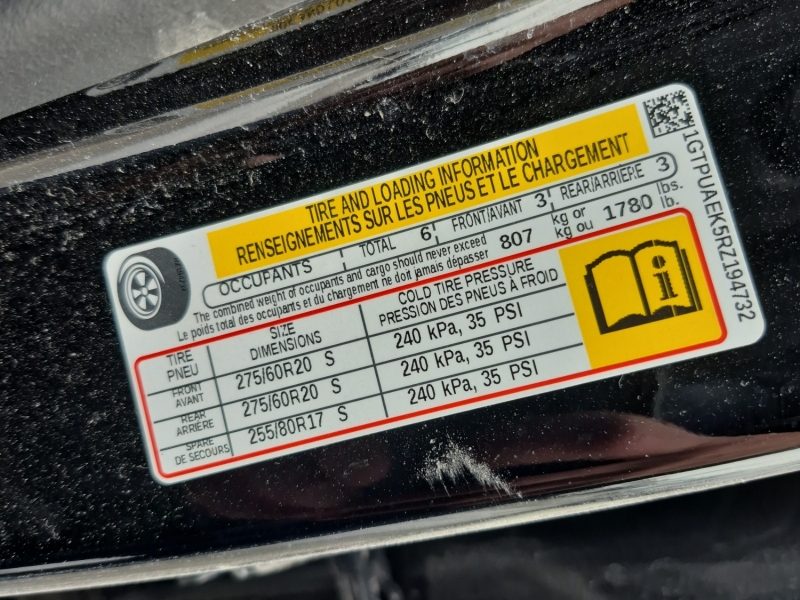 TIRE AND LOADING INFORMATION
RENSEIGNEMENTS SUR LES PNEUS ET LE CHARGEMENT
OCCUPANTS TOTAL 6 FRONT/AVANT 3 REAR/ARRIÈRE 3
The combined weight of occupants and cargo should never exceed 807 kg or 1780 lbs.
Le poids total des occupants et du chargement ne doit jamais dépasser kg ou lb.
TIRE SIZE COLD TIRE PRESSURE
PNEU DIMENSIONS PRESSION DES PNEUS À FROID
FRONT
AVANT 275/60R20 S 240 kPa, 35 PSI
REAR
ARRIÈRE 275/60R20 S 240 kPa, 35 PSI
SPARE
DE SECOURS 255/80R17 S 240 kPa, 35 PSI
i
1GTPUAEK5RZ194732